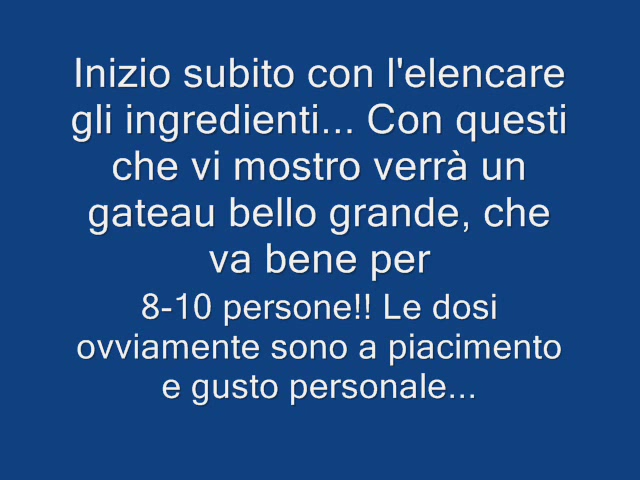 Inizio subito con l'elencare
gli ingredienti... Con questi
che vi mostro verrà un
gateau bello grande, che
va bene per
8-10 persone!! Le dosi
ovviamente sono a piacimento
e gusto personale...